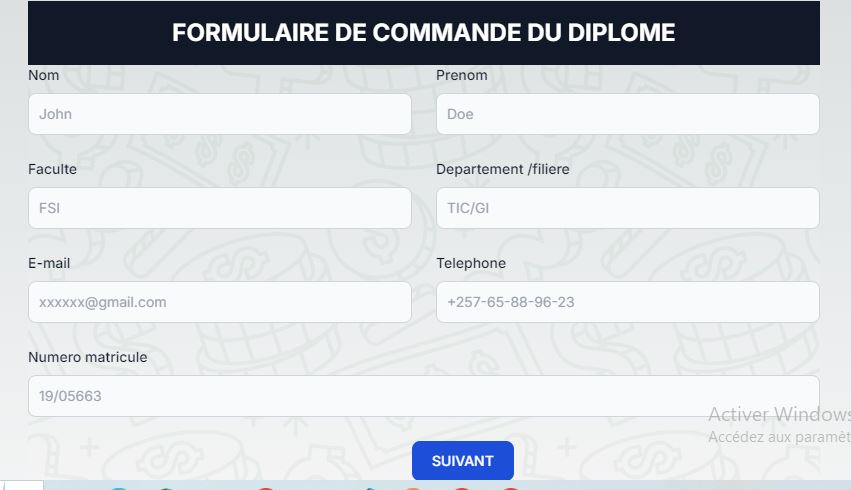 FORMULAIRE DE COMMANDE DU DIPLOME
Nom Prenom
John Doe
Faculte Departement /filiere
FSI TIC/GI
E-mail Telephone
xxxxxx@gmail.com +257-65-88-96-23
Numero matricule
19/05663
Activer Windows
Accédez aux paramèt
SUIVANT